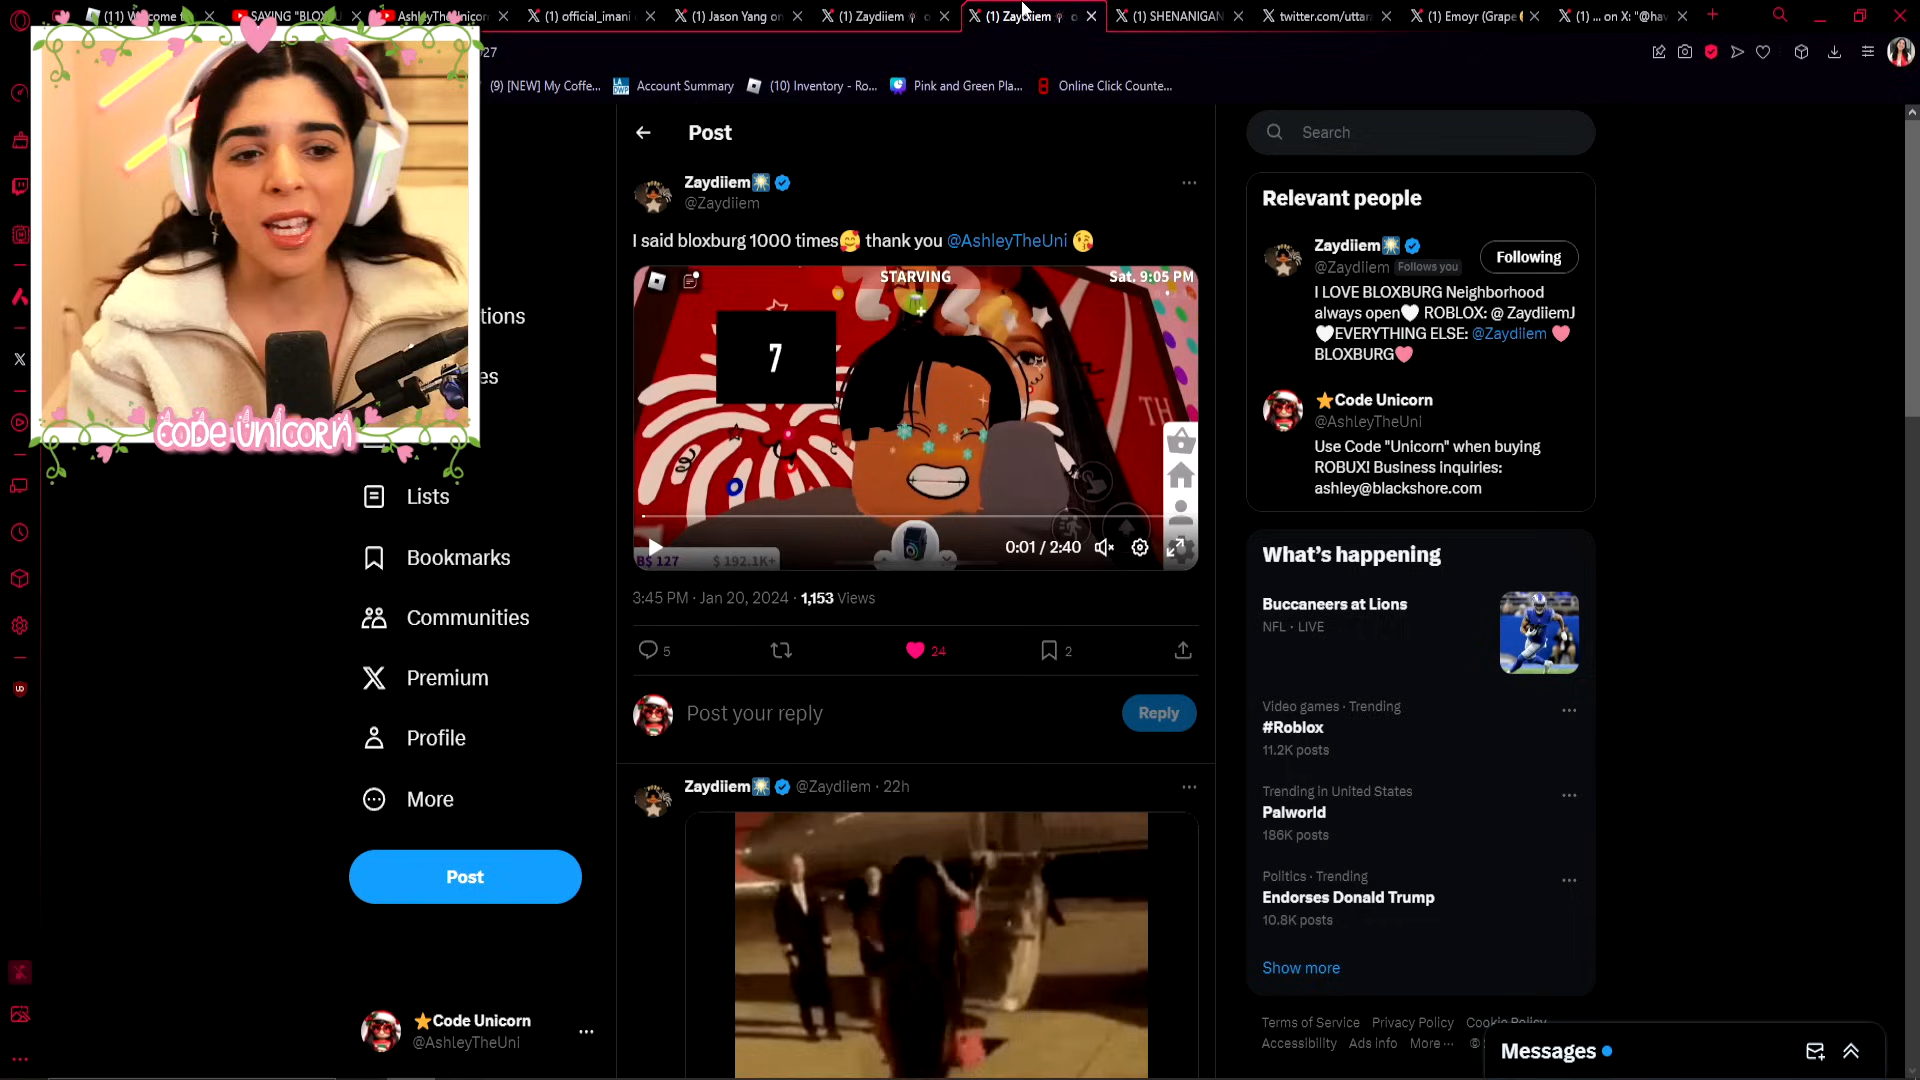 (11) Welcome t
SAYING "BLOX
AshleyTheUnicorn
(1) official_imani
(1) Jason Yang on
(1) Zaydiiem
(1) Zaydiiem
(1) SHENANIGAN
twitter.com/uttar
(1) Emoyr (Grape
(1) ... on X: "@hav
27
(9) [NEW] My Coffe...
Account Summary
(10) Inventory - Ro...
Pink and Green Pla...
Online Click Counte...
CODE UNICORN
tions
es
Lists
Bookmarks
Communities
Premium
Profile
More
Post
⭐Code Unicorn
@AshleyTheUni
Post
Zaydiiem
@Zaydiiem
I said bloxburg 1000 times🥰 thank you @AshleyTheUni 😘
STARVING
Sat. 9:05 PM
7
TH
B$ 127
$ 192.1K+
0:01 / 2:40
3:45 PM · Jan 20, 2024 · 1,153 Views
5
24
2
Post your reply
Reply
Zaydiiem @Zaydiiem · 22h
Search
Relevant people
Zaydiiem
@Zaydiiem Follows you
Following
I LOVE BLOXBURG Neighborhood
always open🤍 ROBLOX: @ ZaydiiemJ
🤍EVERYTHING ELSE: @Zaydiiem 🩷
BLOXBURG🩷
⭐Code Unicorn
@AshleyTheUni
Use Code "Unicorn" when buying
ROBUX! Business inquiries:
ashley@blackshore.com
What's happening
Buccaneers at Lions
NFL · LIVE
Video games · Trending
#Roblox
11.2K posts
Trending in United States
Palworld
186K posts
Politics · Trending
Endorses Donald Trump
10.8K posts
Show more
Terms of Service Privacy Policy Cookie Policy
Accessibility Ads info More ··· ©
Messages